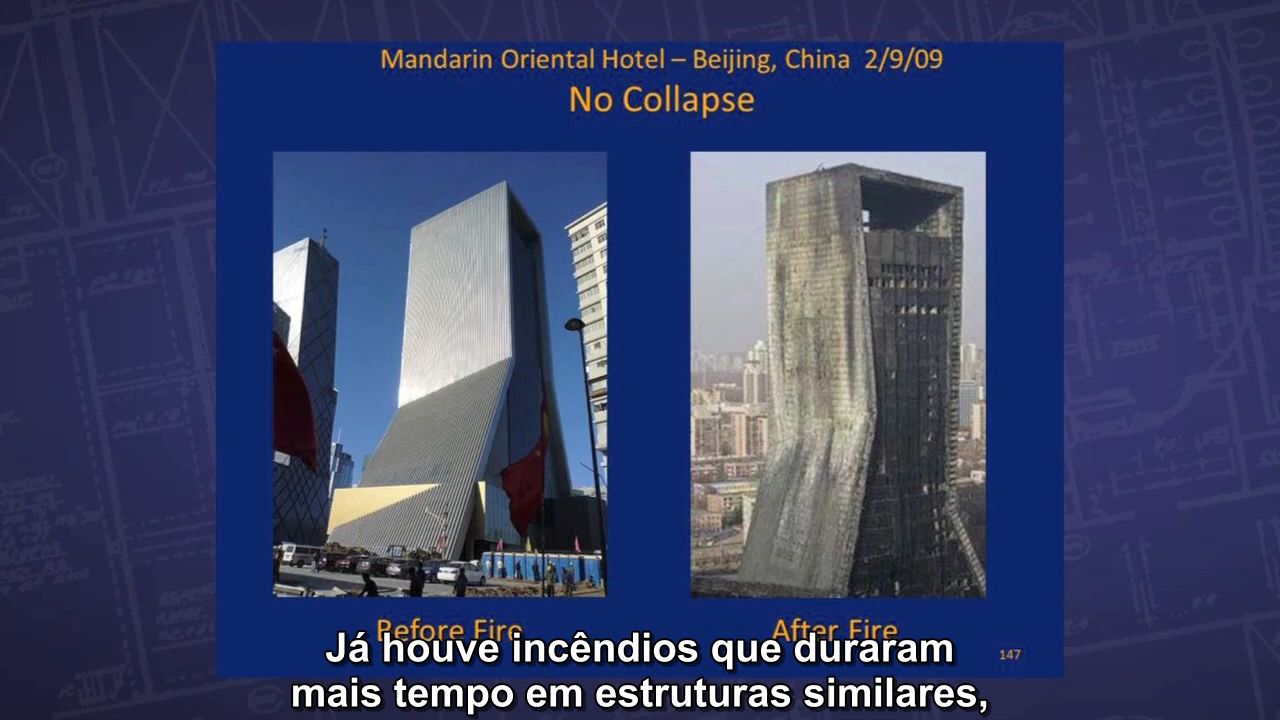 Mandarin Oriental Hotel – Beijing, China 2/9/09
No Collapse
Before Fire
After Fire
147
Já houve incêndios que duraram
mais tempo em estruturas similares,